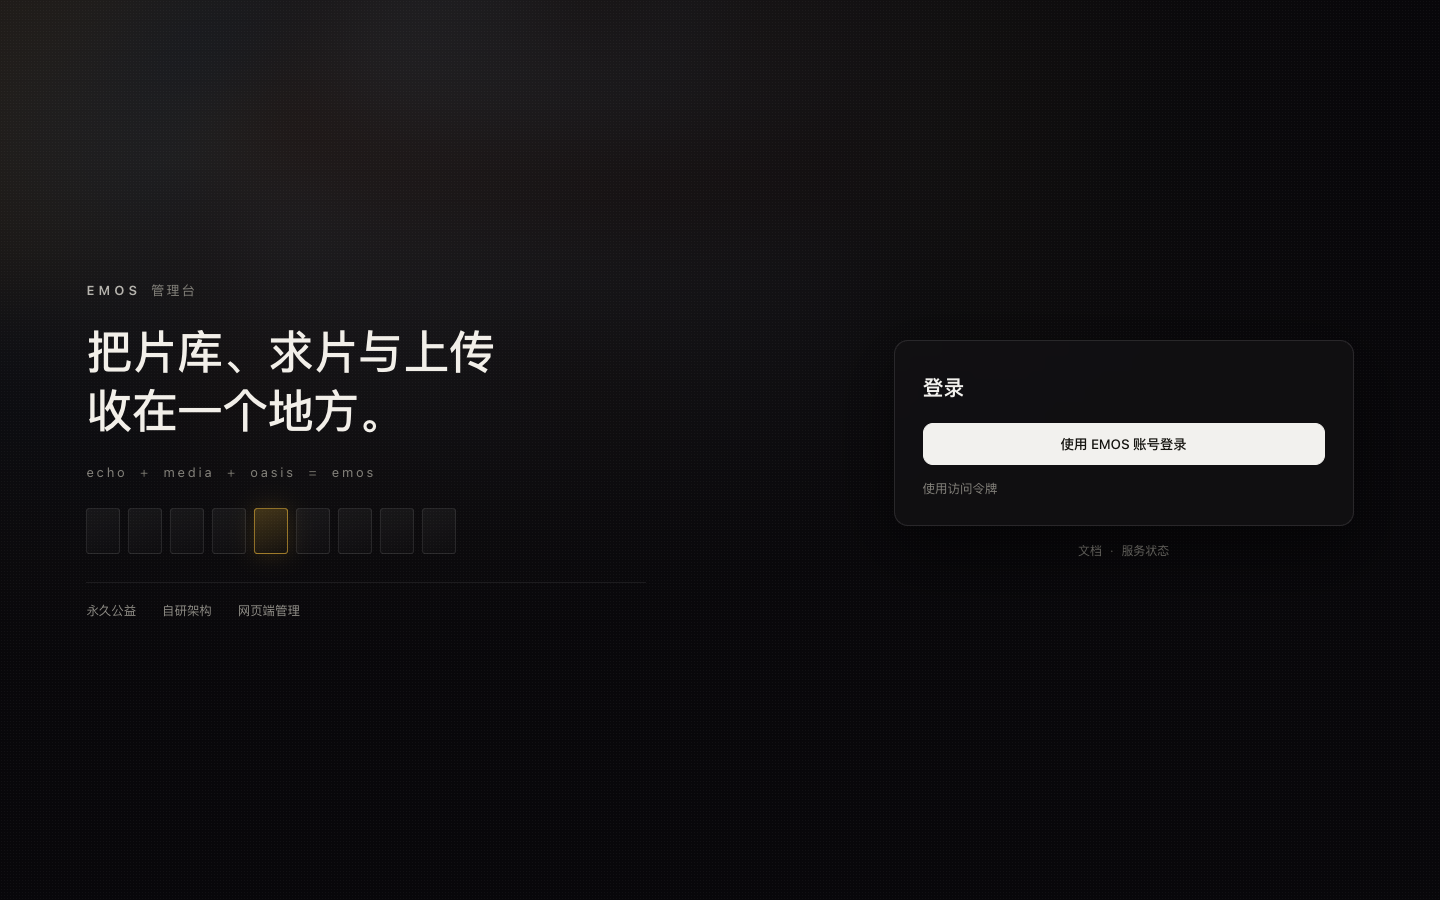 EMOS 管理台
把片库、求片与上传
收在一个地方。
echo + media + oasis = emos
永久公益 自研架构 网页端管理
登录
使用 EMOS 账号登录
使用访问令牌
文档 · 服务状态